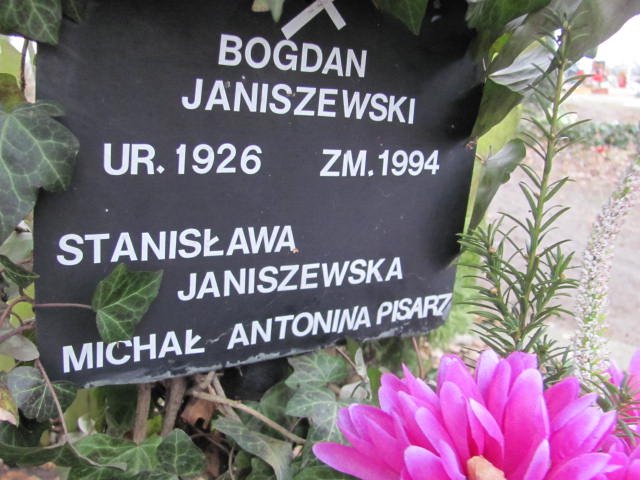 BOGDAN
JANISZEWSKI
UR. 1926 ZM. 1994
STANISŁAWA
JANISZEWSKA
MICHAŁ ANTONINA PISARZ